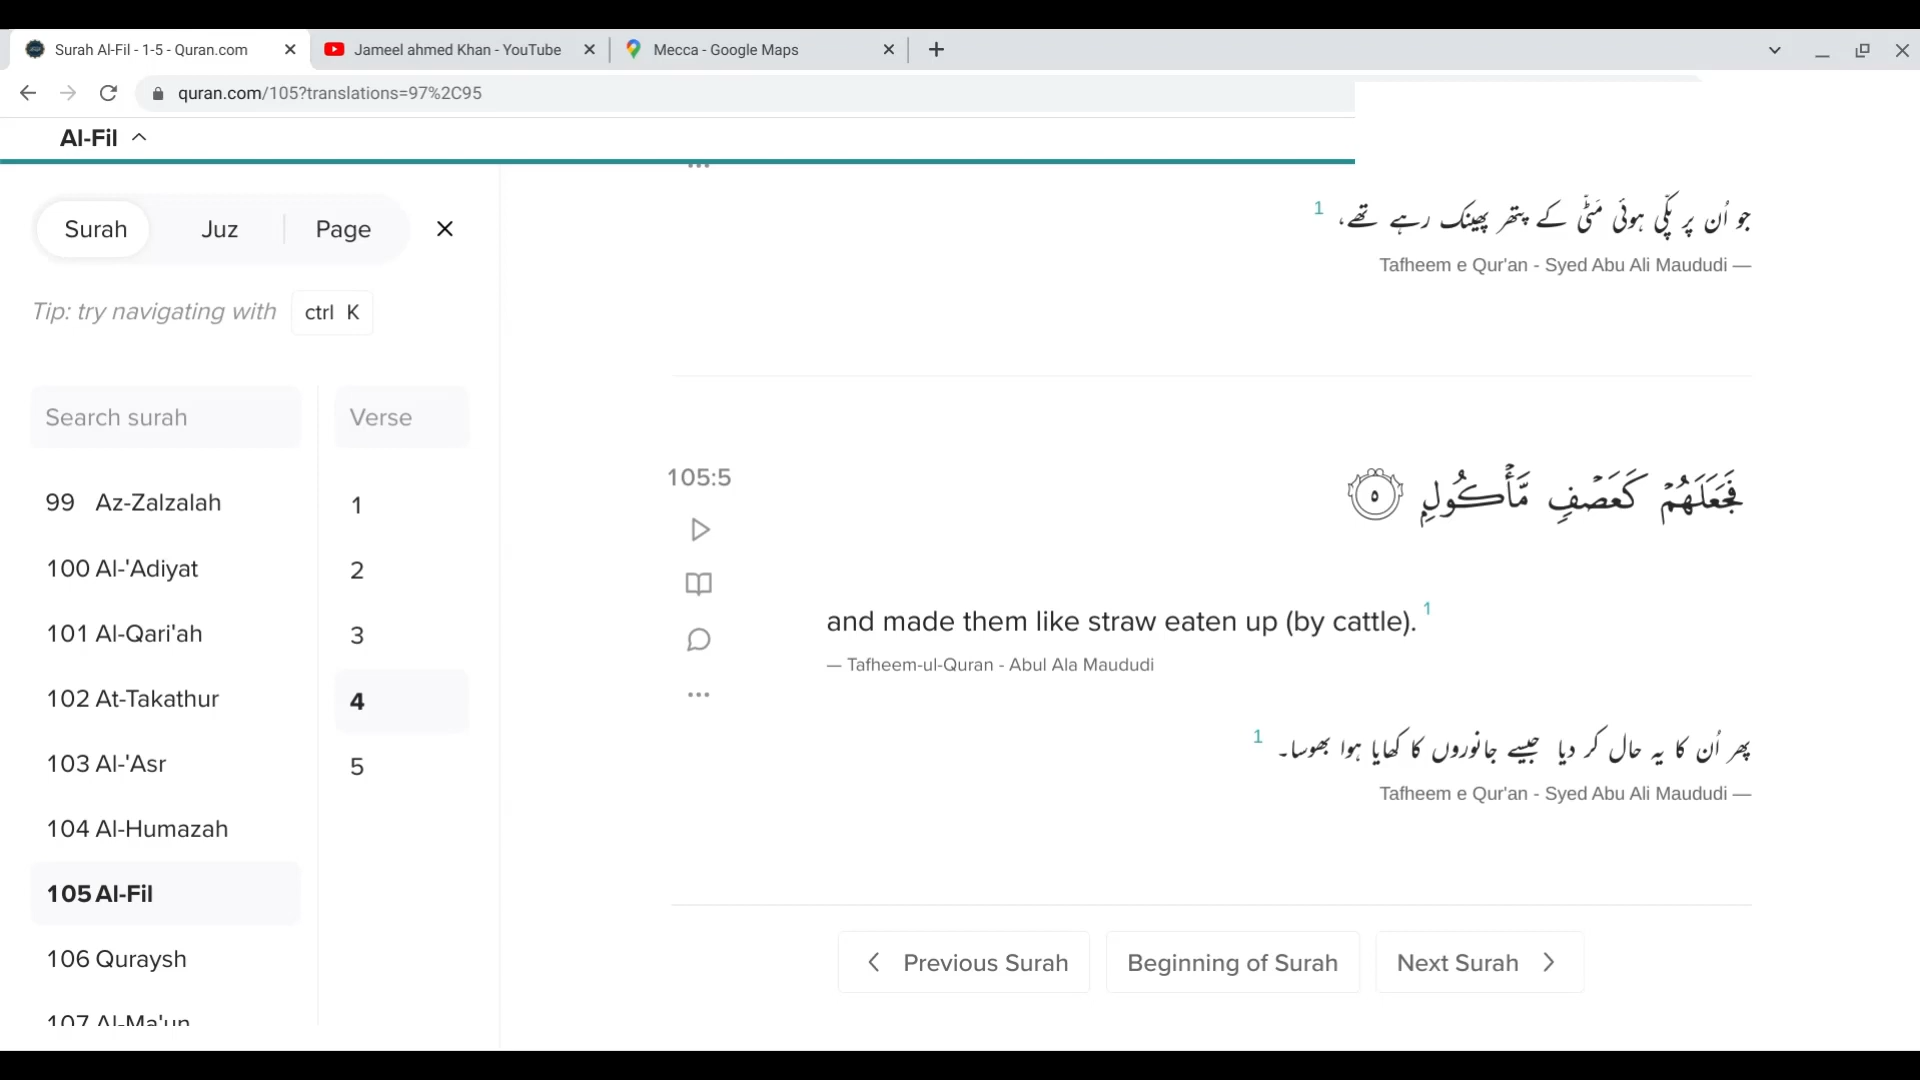 Surah Al-Fil - 1-5 - Quran.com
Jameel ahmed Khan - YouTube
Mecca - Google Maps
quran.com/105?translations=97%2C95
Al-Fil
Surah
Juz
Page
Tip: try navigating with ctrl K
Search surah
Verse
99 Az-Zalzalah
100 Al-'Adiyat
101 Al-Qari'ah
102 At-Takathur
103 Al-'Asr
104 Al-Humazah
105 Al-Fil
106 Quraysh
107 Al-Ma'un
1
2
3
4
5
جو اُن پر پکّی ہوئی مَٹّی کے پتھر پھینک رہے تھے، 1
Tafheem e Qur'an - Syed Abu Ali Maududi —
105:5
فَجَعَلَهُمۡ كَعَصۡفٖ مَّأۡكُولِۭ ٥
and made them like straw eaten up (by cattle). 1
— Tafheem-ul-Quran - Abul Ala Maududi
پھر اُن کا یہ حال کر دیا جیسے جانوروں کا کھایا ہوا بھوسا۔ 1
Tafheem e Qur'an - Syed Abu Ali Maududi —
Previous Surah
Beginning of Surah
Next Surah